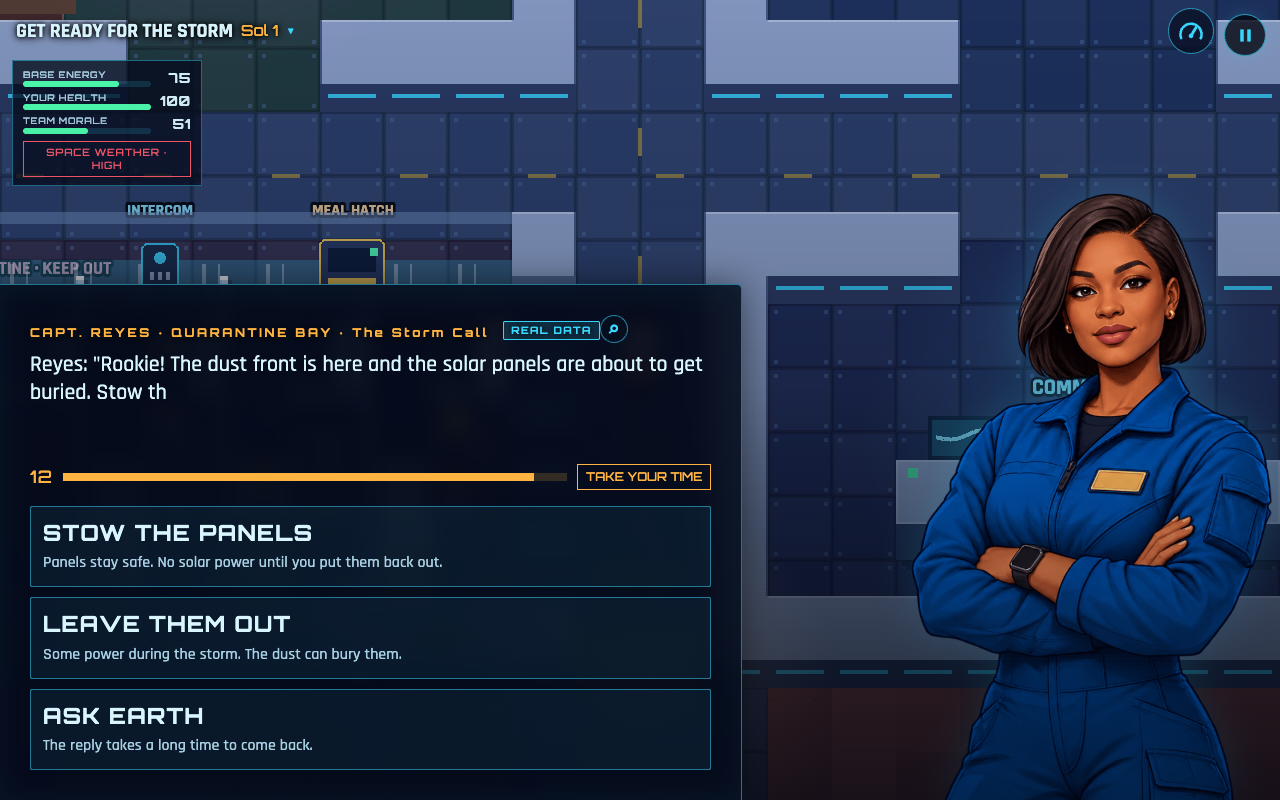 GET READY FOR THE STORM Sol 1 ▼
BASE ENERGY 75
YOUR HEALTH 100
TEAM MORALE 51
SPACE WEATHER ·
HIGH
INTERCOM
MEAL HATCH
TINE · KEEP OUT
CAPT. REYES · QUARANTINE BAY · The Storm Call REAL DATA
Reyes: "Rookie! The dust front is here and the solar panels are about to get
buried. Stow th
12 TAKE YOUR TIME
STOW THE PANELS
Panels stay safe. No solar power until you put them back out.
LEAVE THEM OUT
Some power during the storm. The dust can bury them.
ASK EARTH
The reply takes a long time to come back.
COMM